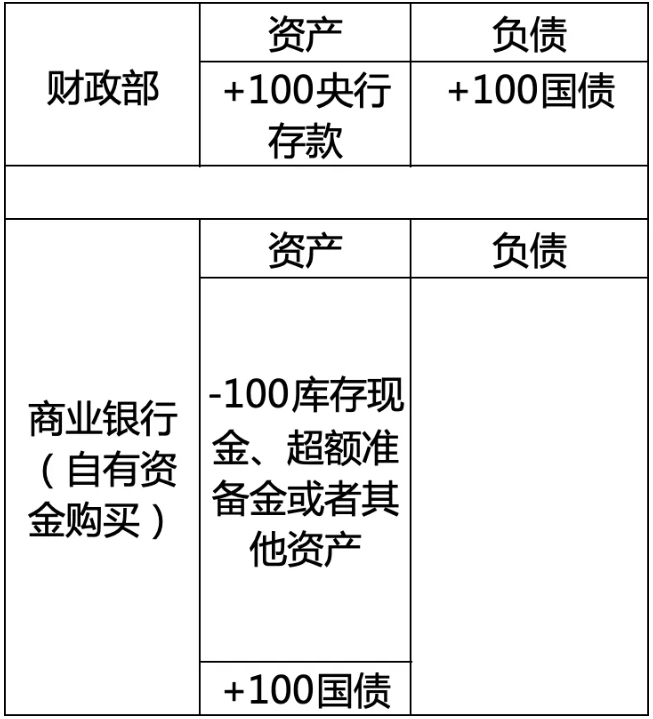 资产
负债
财政部
+100央行
存款
+100国债
资产
负债
商业银行
（自有资
金购买）
-100库存现
金、超额准
备金或者其
他资产
+100国债